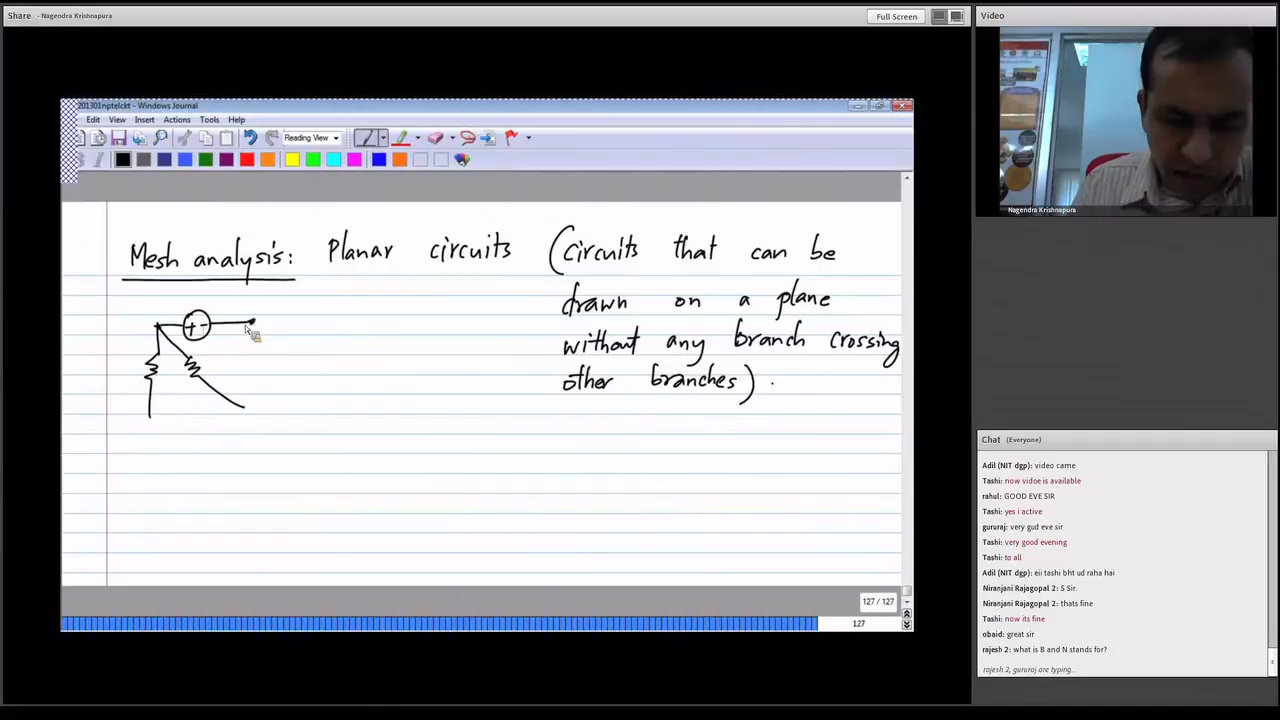 Share - Nagendra Krishnapura
Full Screen
Video
201301nptelckt - Windows Journal
Edit View Insert Actions Tools Help
Reading View
Mesh analysis: Planar circuits (circuits that can be
drawn on a plane
without any branch crossing
other branches).
+ -
127 / 127
127
Nagendra Krishnapura
Chat (Everyone)
Adil (NIT dgp): video came
Tashi: now vidoe is available
rahul: GOOD EVE SIR
Tashi: yes i active
gururaj: very gud eve sir
Tashi: very good evening
Tashi: to all
Adil (NIT dgp): eii tashi bht ud raha hai
Niranjani Rajagopal 2: S Sir.
Niranjani Rajagopal 2: thats fine
Tashi: now its fine
obaid: great sir
rajesh 2: what is B and N stands for?
rajesh 2, gururaj are typing...